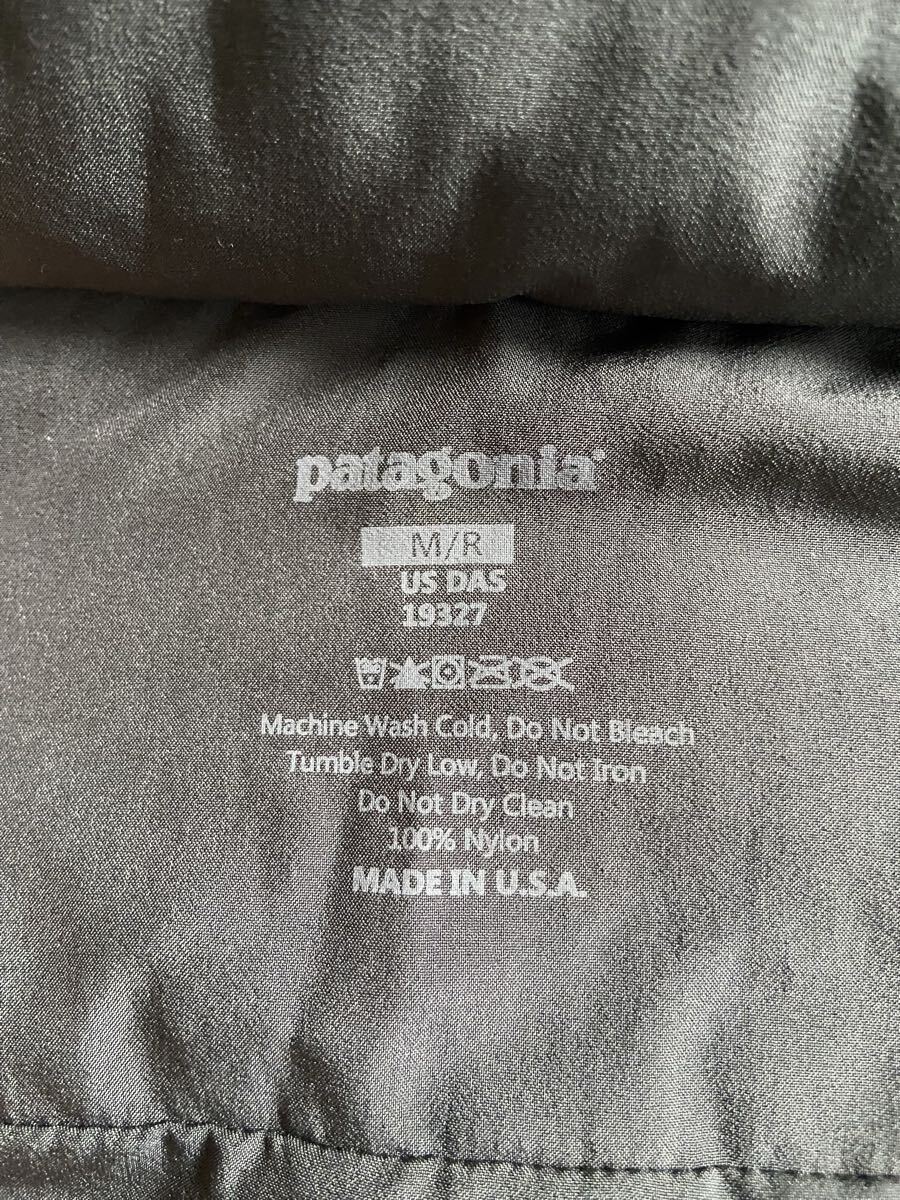 patagonia®
M/R
US DAS
19327
Machine Wash Cold, Do Not Bleach
Tumble Dry Low, Do Not Iron
Do Not Dry Clean
100% Nylon
MADE IN U.S.A.